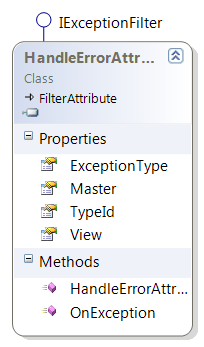 IExceptionFilter
HandleErrorAttr...
Class
FilterAttribute
Properties
ExceptionType
Master
TypeId
View
Methods
HandleErrorAttr...
OnException